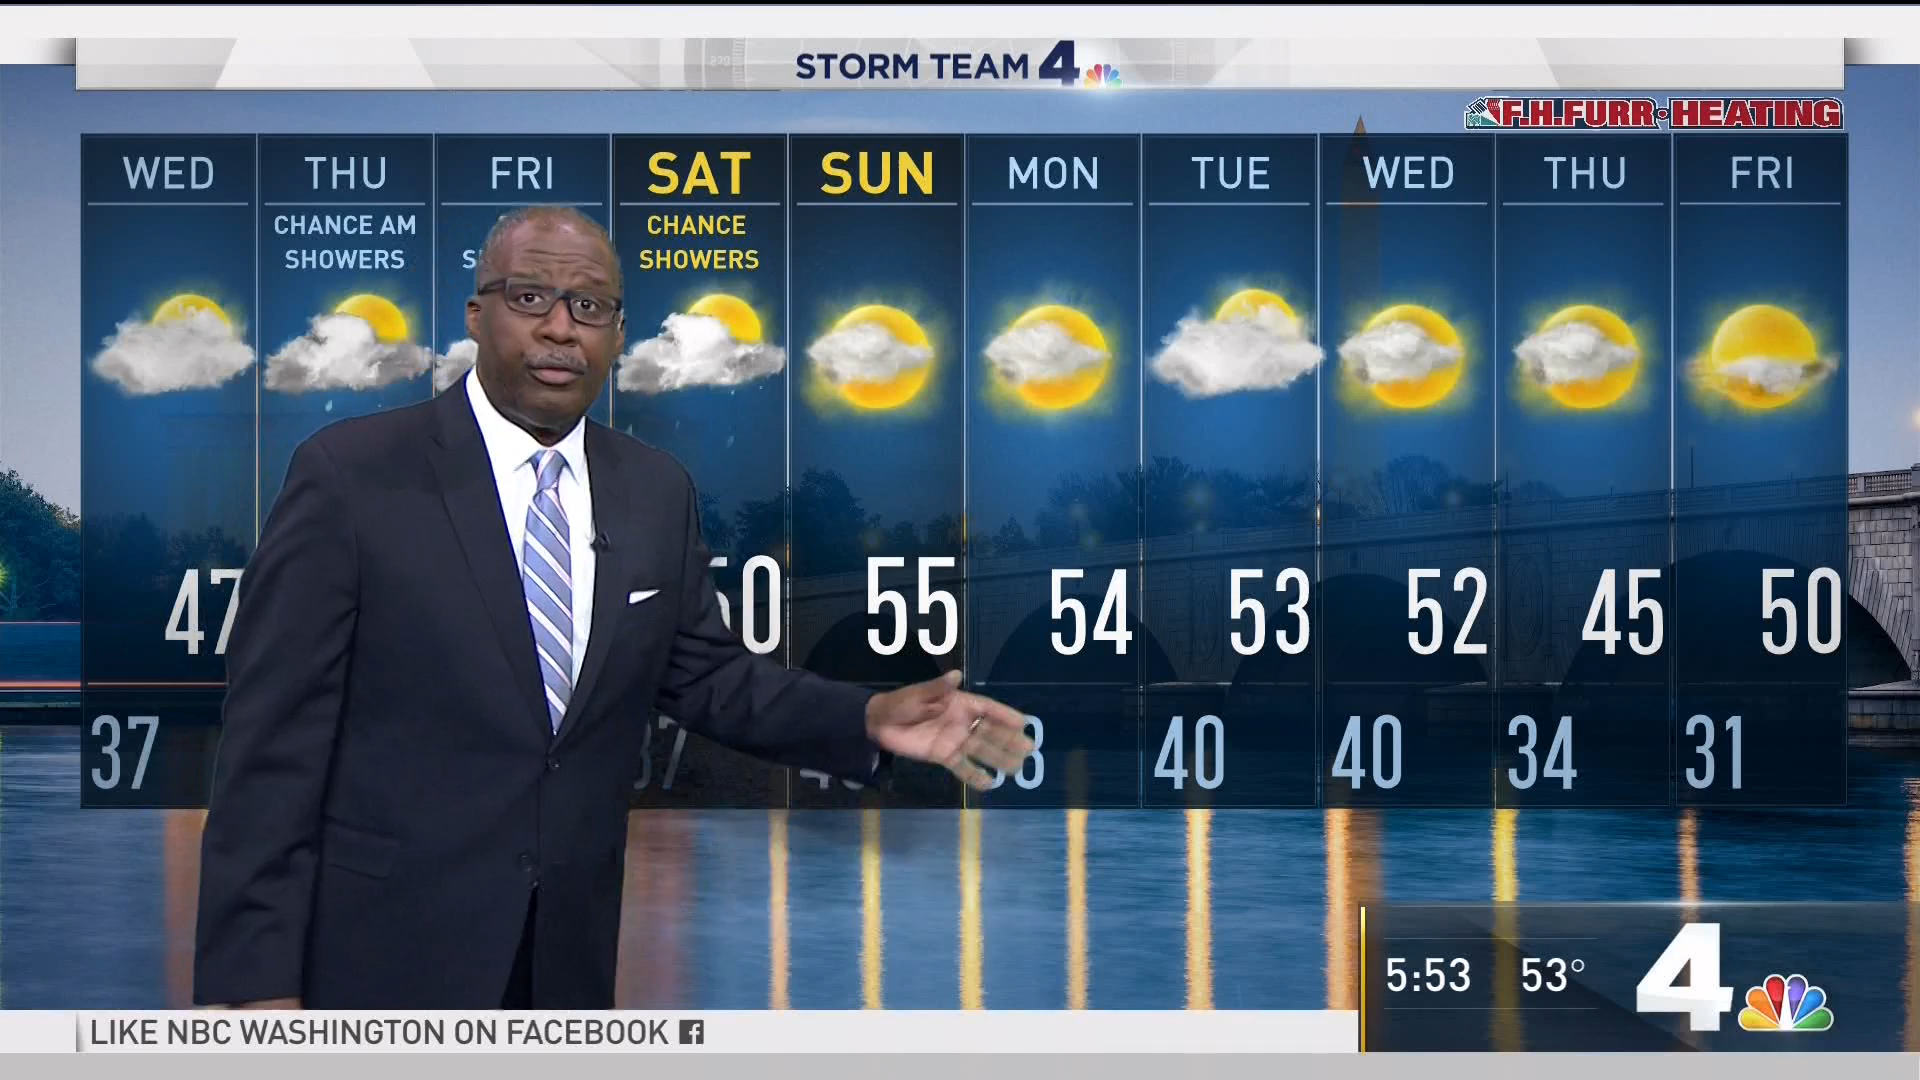 STORM TEAM 4
F.H.FURR·HEATING
WED THU FRI SAT SUN MON TUE WED THU FRI
CHANCE AM CHANCE
SHOWERS SHOWERS
47 55 54 53 52 45 50
37 40 40 34 31
5:53 53° 4
LIKE NBC WASHINGTON ON FACEBOOK